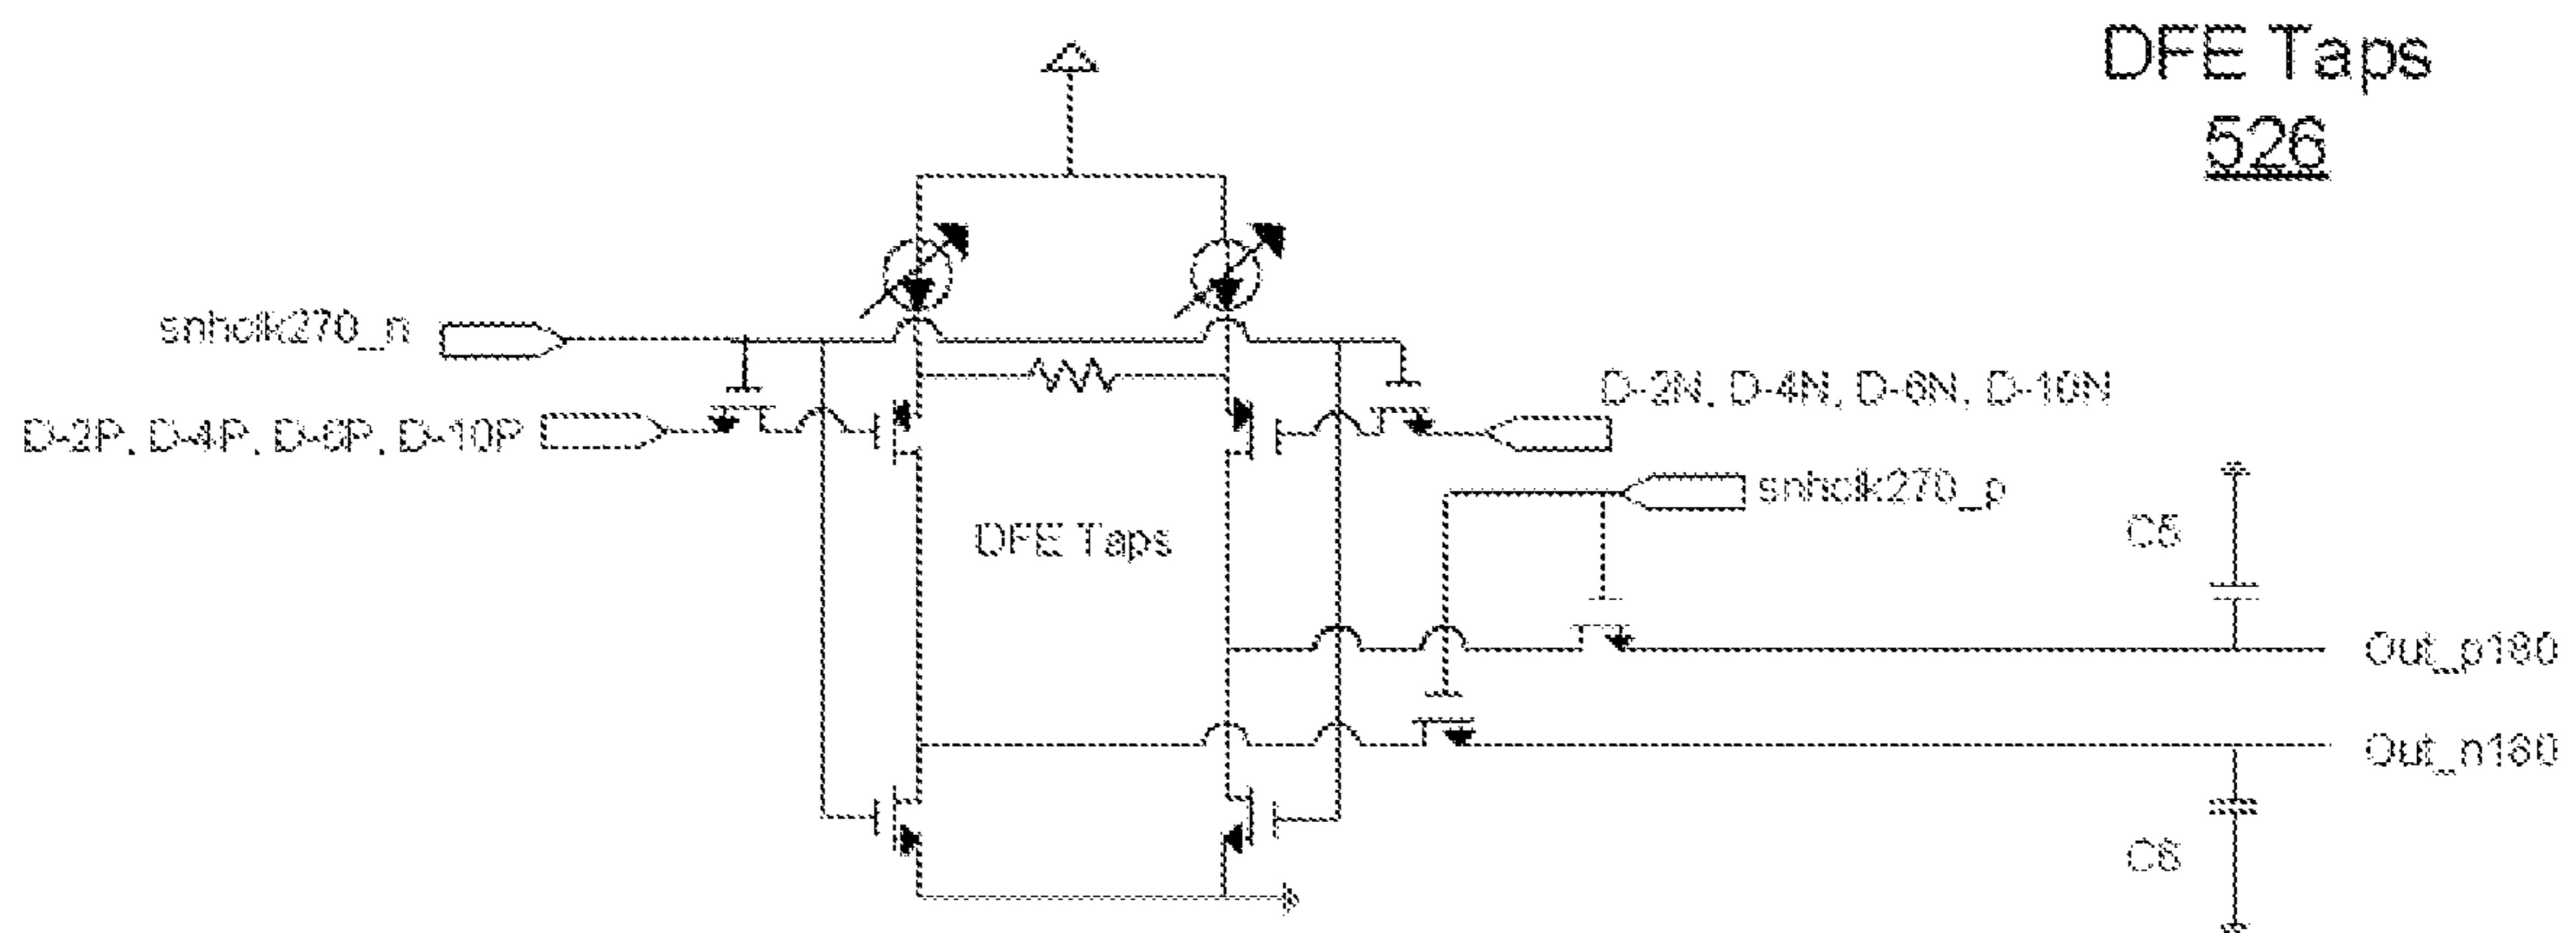 DFE Taps
526
snhclk270_n
D-2P, D-4P, D-6P, D-10P
D-2N, D-4N, D-6N, D-10N
snhclk270_p
DFE Taps
C5
Out_p180
Out_n180
C6